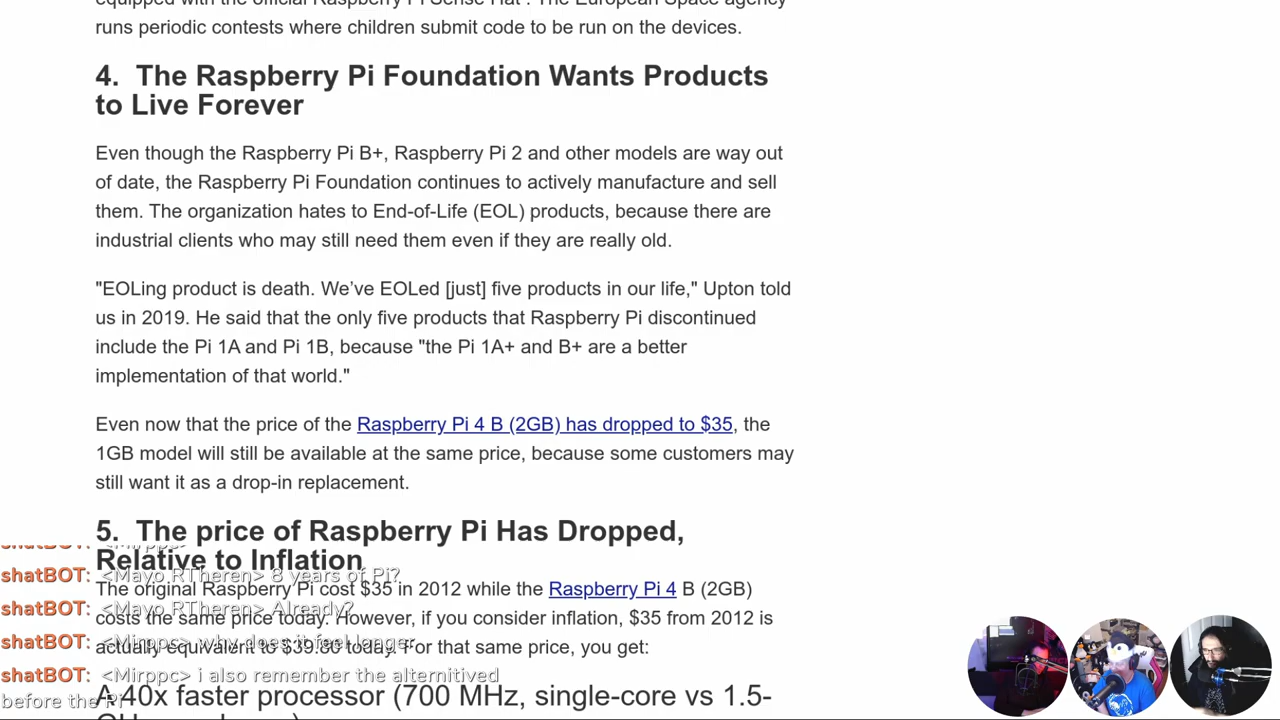 equipped with the official Raspberry Pi Sense Hat . The European Space agency
runs periodic contests where children submit code to be run on the devices.
4.  The Raspberry Pi Foundation Wants Products
to Live Forever
Even though the Raspberry Pi B+, Raspberry Pi 2 and other models are way out
of date, the Raspberry Pi Foundation continues to actively manufacture and sell
them. The organization hates to End-of-Life (EOL) products, because there are
industrial clients who may still need them even if they are really old.
"EOLing product is death. We’ve EOLed [just] five products in our life," Upton told
us in 2019. He said that the only five products that Raspberry Pi discontinued
include the Pi 1A and Pi 1B, because "the Pi 1A+ and B+ are a better
implementation of that world."
Even now that the price of the Raspberry Pi 4 B (2GB) has dropped to $35, the
1GB model will still be available at the same price, because some customers may
still want it as a drop-in replacement.
5.  The price of Raspberry Pi Has Dropped,
Relative to Inflation
The original Raspberry Pi cost $35 in 2012 while the Raspberry Pi 4 B (2GB)
costs the same price today. However, if you consider inflation, $35 from 2012 is
actually equivalent to $39.80 today. For that same price, you get:
A 40x faster processor (700 MHz, single-core vs 1.5-
shatBOT: <Mirppc>
shatBOT: <Mayo_RTheren> 8 years of Pi?
shatBOT: <Mayo_RTheren> Already?
shatBOT: <Mirppc> why does it feel longer
shatBOT: <Mirppc> i also remember the alternitived
before the Pi